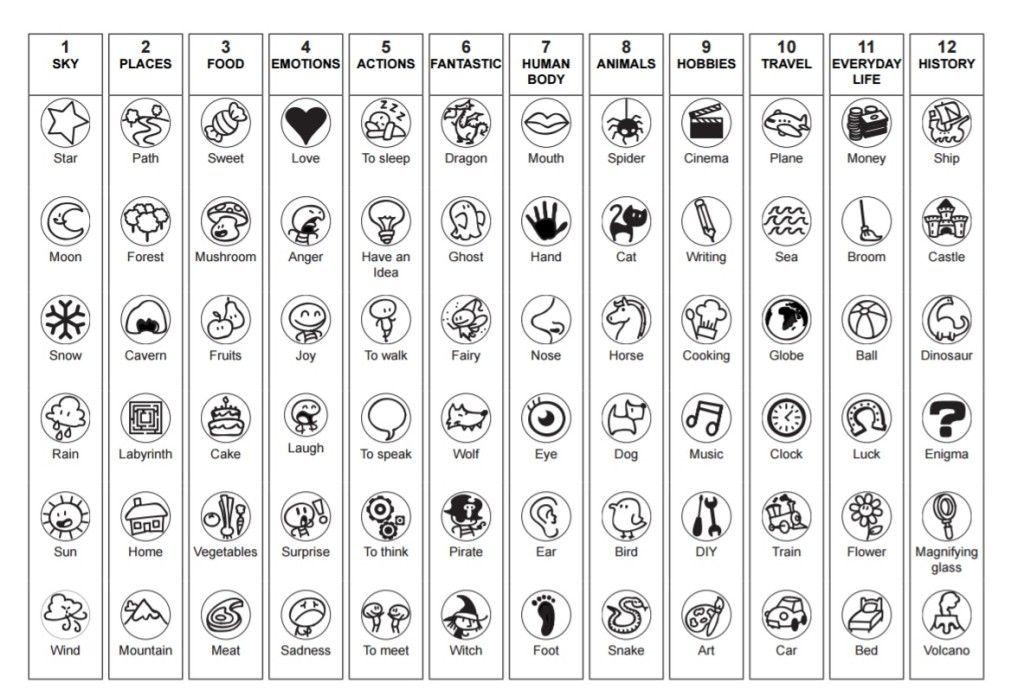 1 2 3 4 5 6 7 8 9 10 11 12
SKY PLACES FOOD EMOTIONS ACTIONS FANTASTIC HUMAN ANIMALS HOBBIES TRAVEL EVERYDAY HISTORY
BODY LIFE
Star Path Sweet Love To sleep Dragon Mouth Spider Cinema Plane Money Ship
Moon Forest Mushroom Anger Have an Ghost Hand Cat Writing Sea Broom Castle
Idea
Snow Cavern Fruits Joy To walk Fairy Nose Horse Cooking Globe Ball Dinosaur
Rain Labyrinth Cake Laugh To speak Wolf Eye Dog Music Clock Luck Enigma
Sun Home Vegetables Surprise To think Pirate Ear Bird DIY Train Flower Magnifying
glass
Wind Mountain Meat Sadness To meet Witch Foot Snake Art Car Bed Volcano